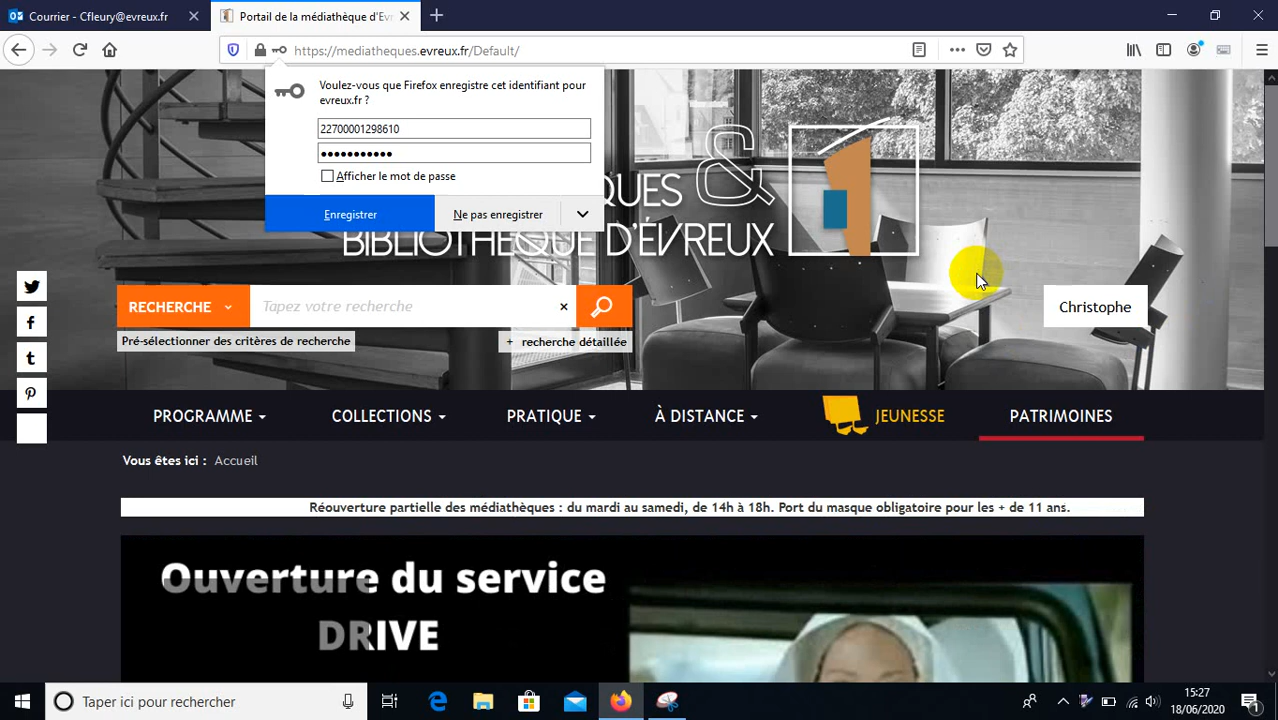 Courrier - Cfleury@evreux.fr
Portail de la médiathèque d'Evr
https://mediatheques.evreux.fr/Default/
Voulez-vous que Firefox enregistre cet identifiant pour
evreux.fr ?
22700001298610
●●●●●●●●●●●
Afficher le mot de passe
Enregistrer
Ne pas enregistrer
QUES &
BIBLIOTHÈQUE D'ÉVREUX
RECHERCHE
Tapez votre recherche
×
Pré-sélectionner des critères de recherche
+ recherche détaillée
Christophe
PROGRAMME
COLLECTIONS
PRATIQUE
À DISTANCE
JEUNESSE
PATRIMOINES
Vous êtes ici : Accueil
Réouverture partielle des médiathèques : du mardi au samedi, de 14h à 18h. Port du masque obligatoire pour les + de 11 ans.
Ouverture du service
DRIVE
Taper ici pour rechercher
15:27
18/06/2020
1